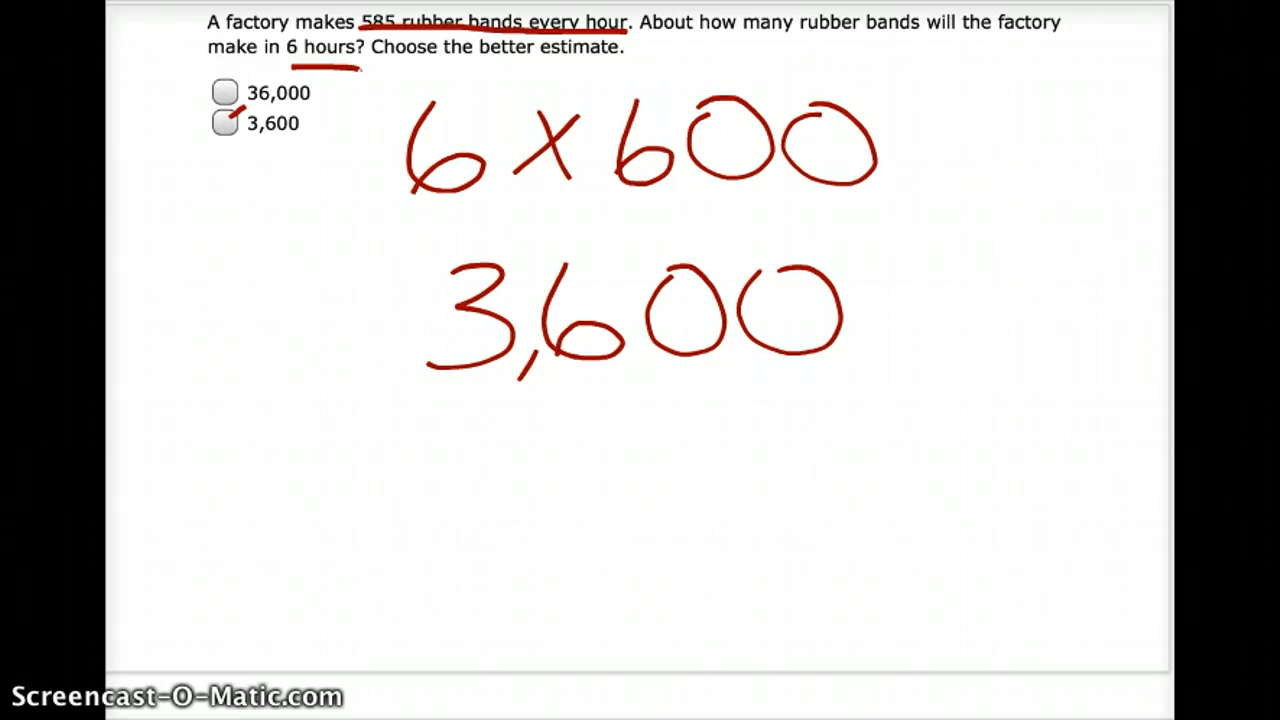 A factory makes 585 rubber bands every hour. About how many rubber bands will the factory
make in 6 hours? Choose the better estimate.
36,000
3,600
6 x 600
3,600
Screencast-O-Matic.com